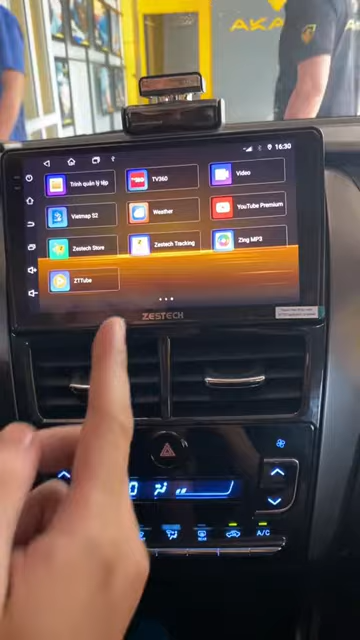 AKA
16:30
Trình quản lý tệp
TV360
Video
Vietmap S2
Weather
YouTube Premium
Zestech Store
Zestech Tracking
Zing MP3
ZTTube
ZESTECH
A/C